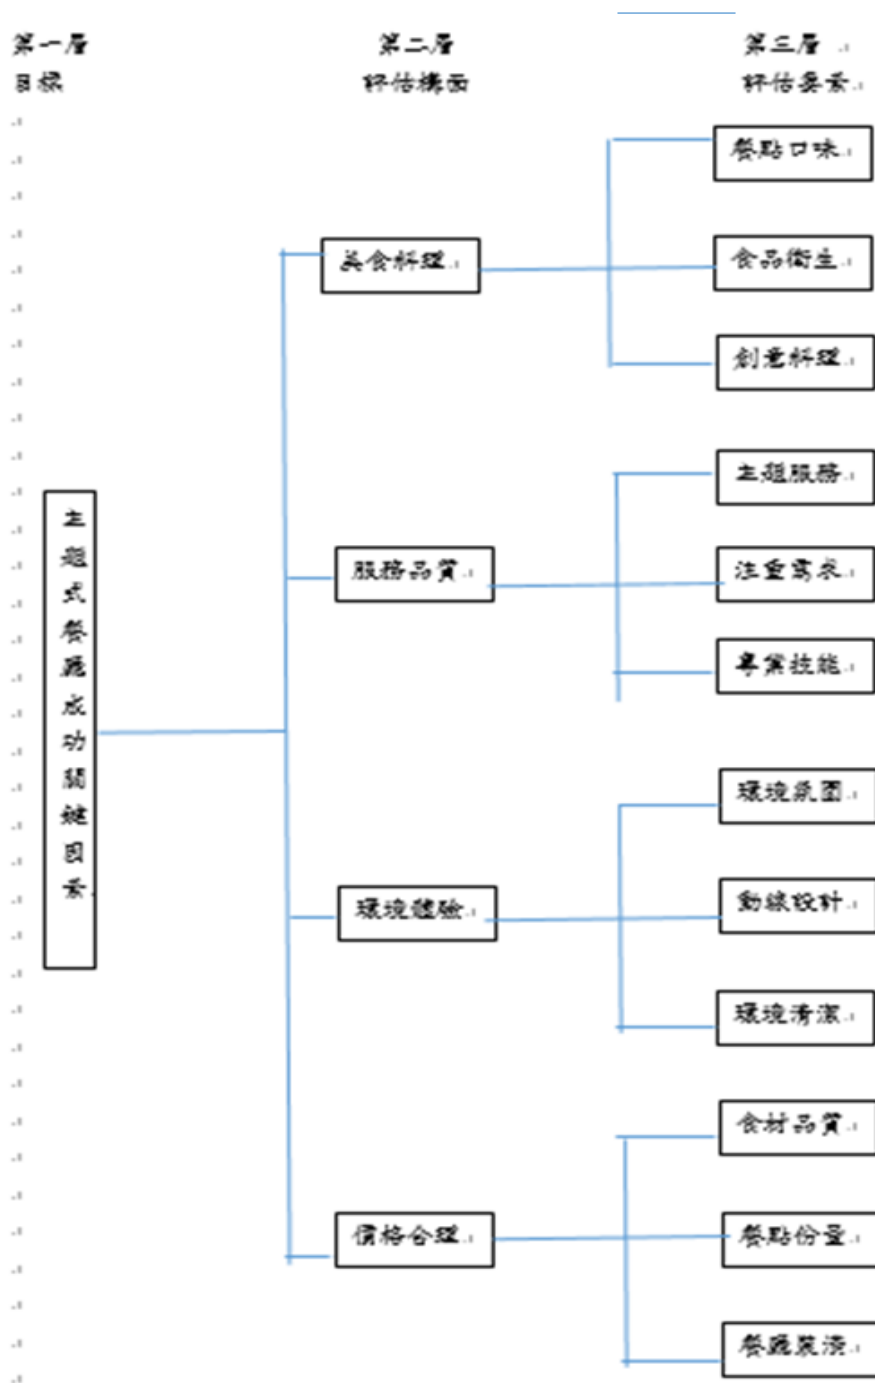 第一層
目標
第二層
評估構面
第三層
評估要素
餐點口味
美食料理
食品衛生
創意料理
主題服務
主題式餐廳成功關鍵因素
服務品質
注重需求
專業技能
環境氛圍
環境體驗
動線設計
環境清潔
食材品質
價格合理
餐點份量
餐廳裝潢